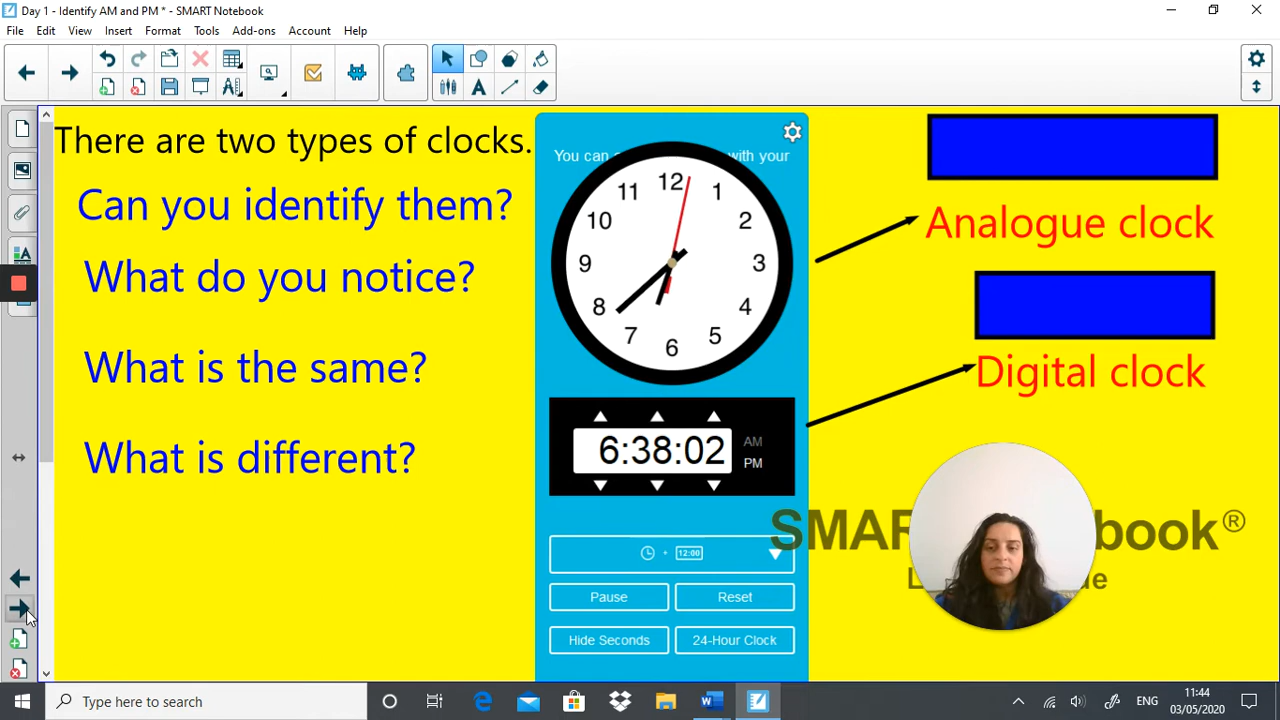 Day 1 - Identify AM and PM * - SMART Notebook
File Edit View Insert Format Tools Add-ons Account Help
There are two types of clocks.
Can you identify them?
What do you notice?
What is the same?
What is different?
You can with your
12
1
2
3
4
5
6
7
8
9
10
11
6:38:02
AM
PM
+ 12:00
Pause Reset
Hide Seconds 24-Hour Clock
Analogue clock
Digital clock
SMAR book®
L e
Type here to search
ENG
11:44
03/05/2020